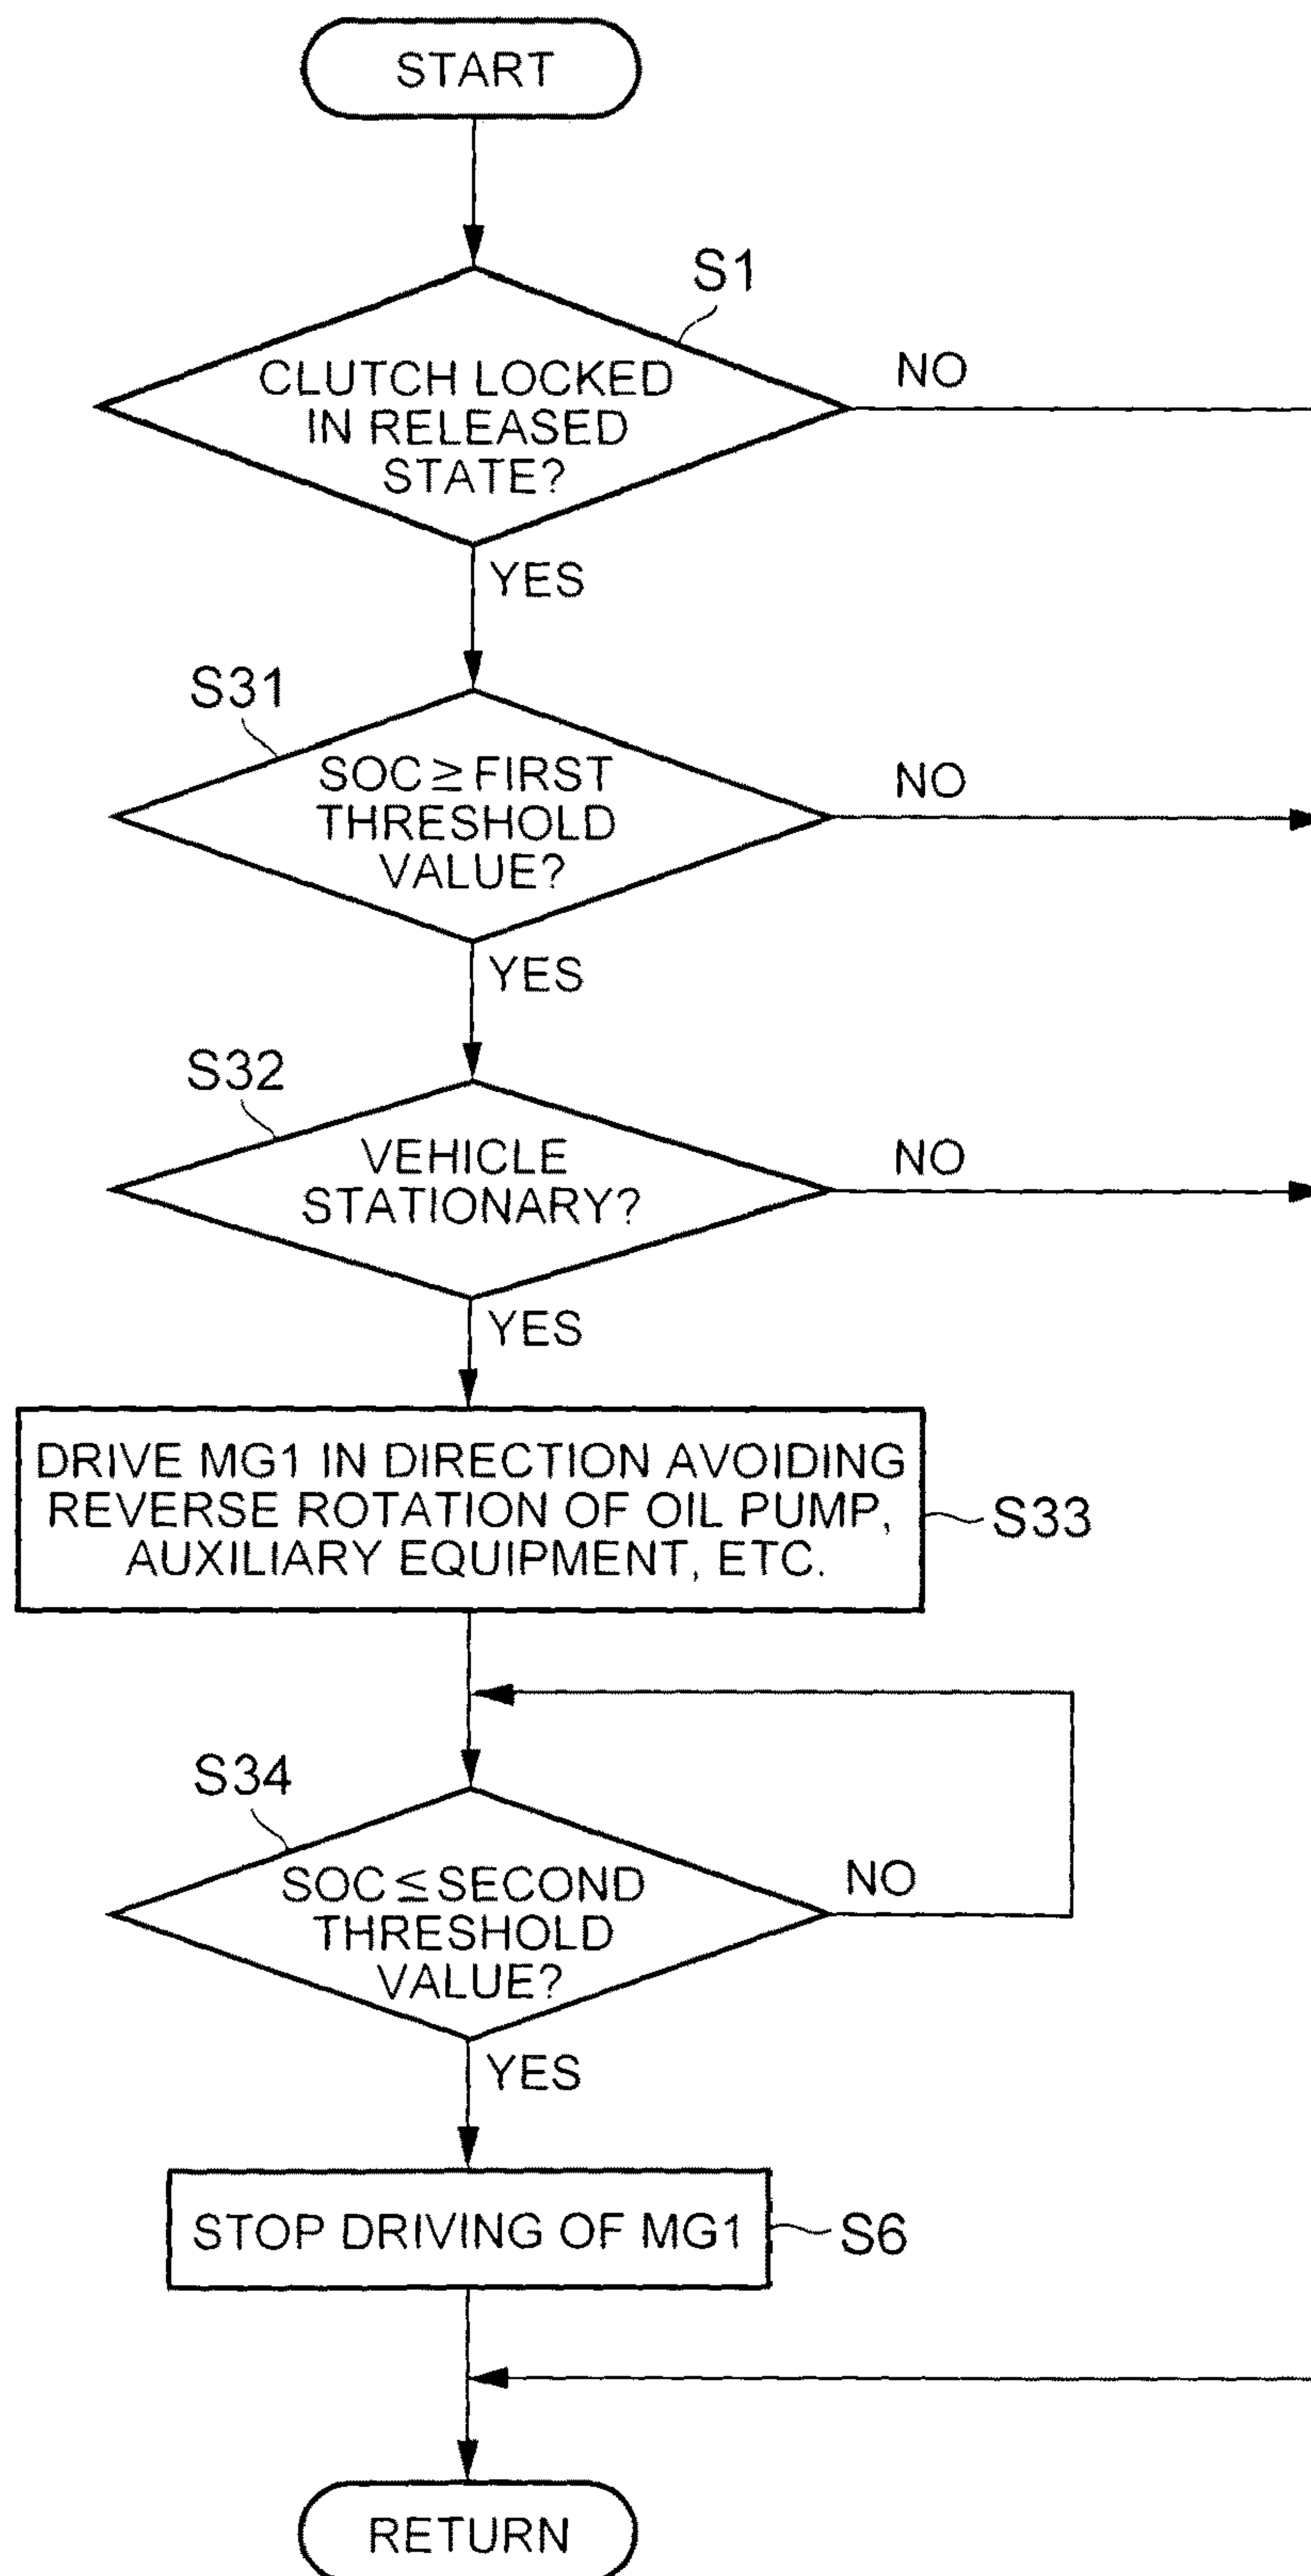 START
S1
CLUTCH LOCKED
IN RELEASED
STATE?
NO
YES
S31
SOC≥FIRST
THRESHOLD
VALUE?
NO
YES
S32
VEHICLE
STATIONARY?
NO
YES
DRIVE MG1 IN DIRECTION AVOIDING
REVERSE ROTATION OF OIL PUMP,
AUXILIARY EQUIPMENT, ETC.
S33
S34
SOC≤SECOND
THRESHOLD
VALUE?
NO
YES
STOP DRIVING OF MG1
S6
RETURN